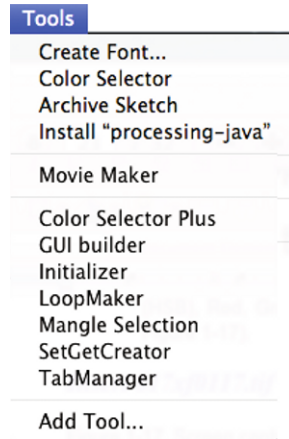 Tools
Create Font...
Color Selector
Archive Sketch
Install “processing-java”
Movie Maker
Color Selector Plus
GUI builder
Initializer
LoopMaker
Mangle Selection
SetGetCreator
TabManager
Add Tool...